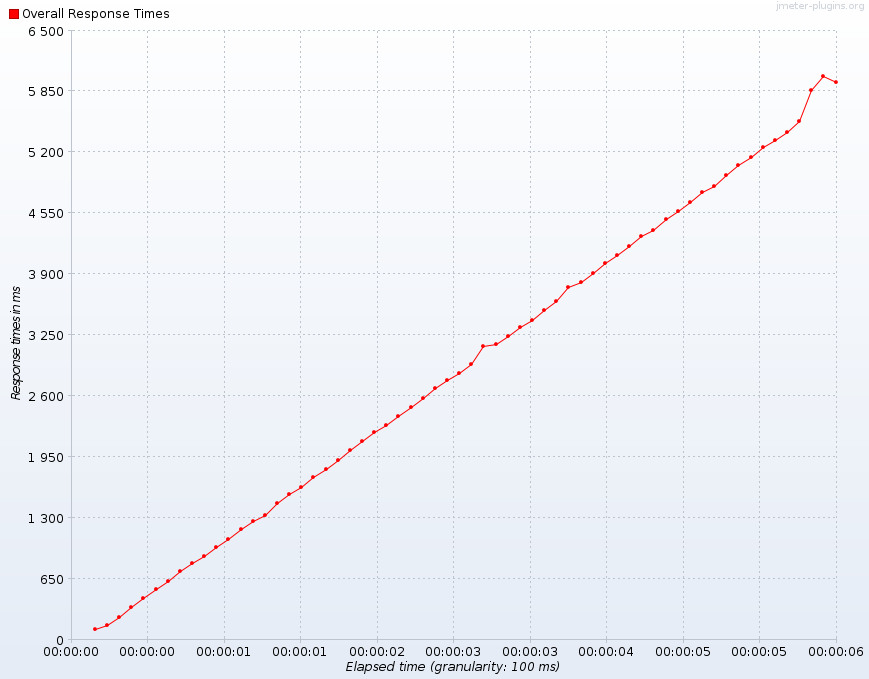 jmeter-plugins.org
Overall Response Times
6 500
5 850
5 200
4 550
3 900
3 250
2 600
1 950
1 300
650
0
Response times in ms
00:00:00 00:00:00 00:00:01 00:00:01 00:00:02 00:00:03 00:00:03 00:00:04 00:00:05 00:00:05 00:00:06
Elapsed time (granularity: 100 ms)